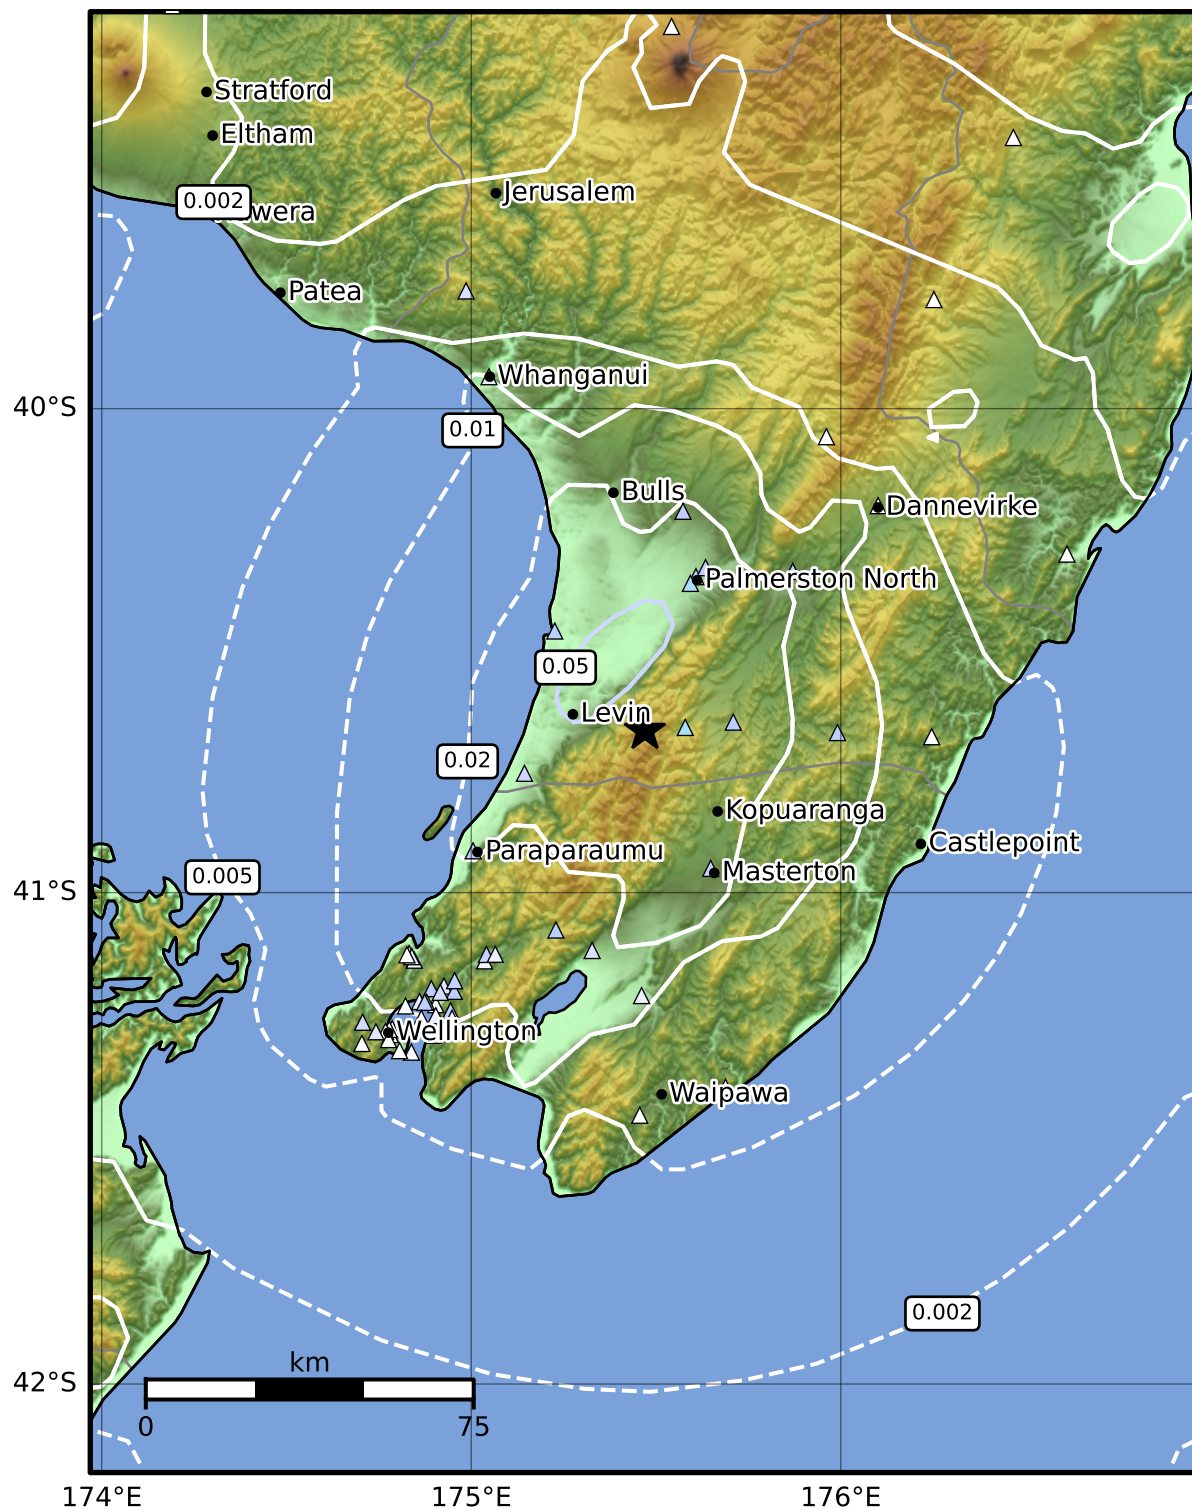 Stratford
Eltham
0.002
wera
Jerusalem
Patea
Whanganui
40°S
0.01
Bulls
Dannevirke
Palmerston North
0.05
Levin
0.02
Kopuaranga
Castlepoint
Paraparaumu
Masterton
0.005
41°S
Wellington
Waipawa
0.002
km
42°S
0 75
174°E 175°E 176°E